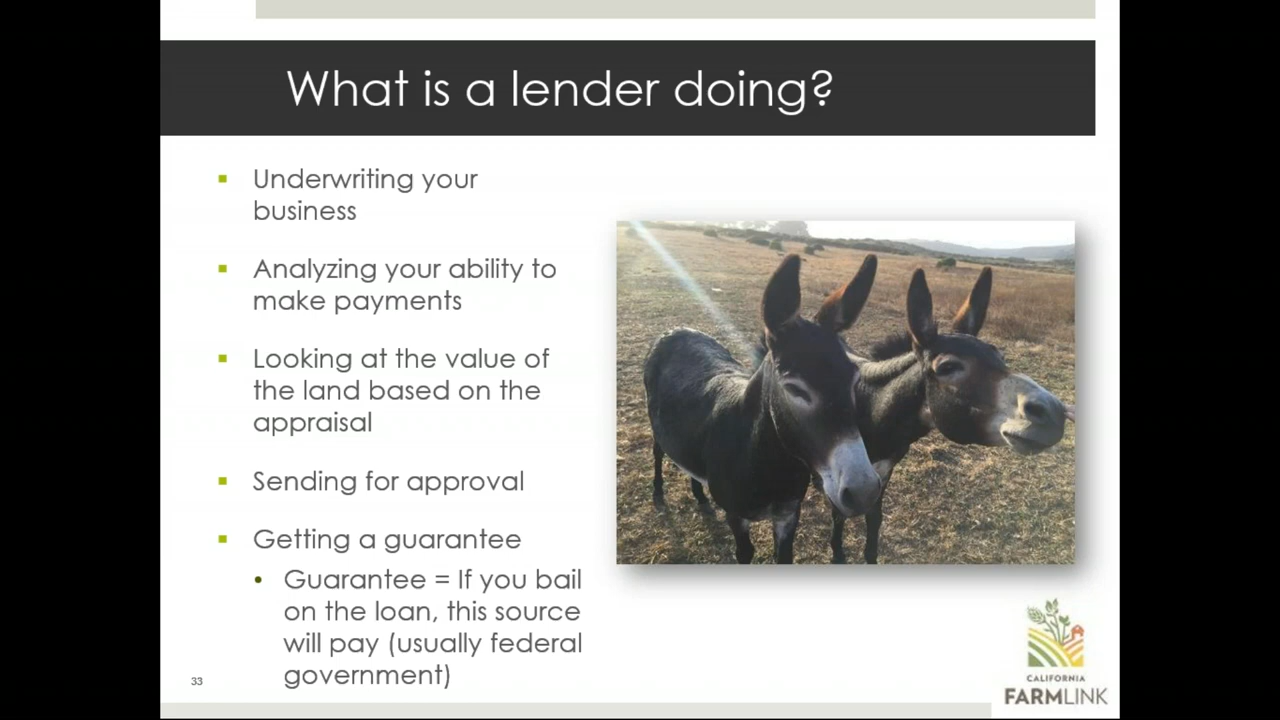 What is a lender doing?
Underwriting your
business
Analyzing your ability to
make payments
Looking at the value of
the land based on the
appraisal
Sending for approval
Getting a guarantee
Guarantee = If you bail
on the loan, this source
will pay (usually federal
government)
33
CALIFORNIA
FARMLINK